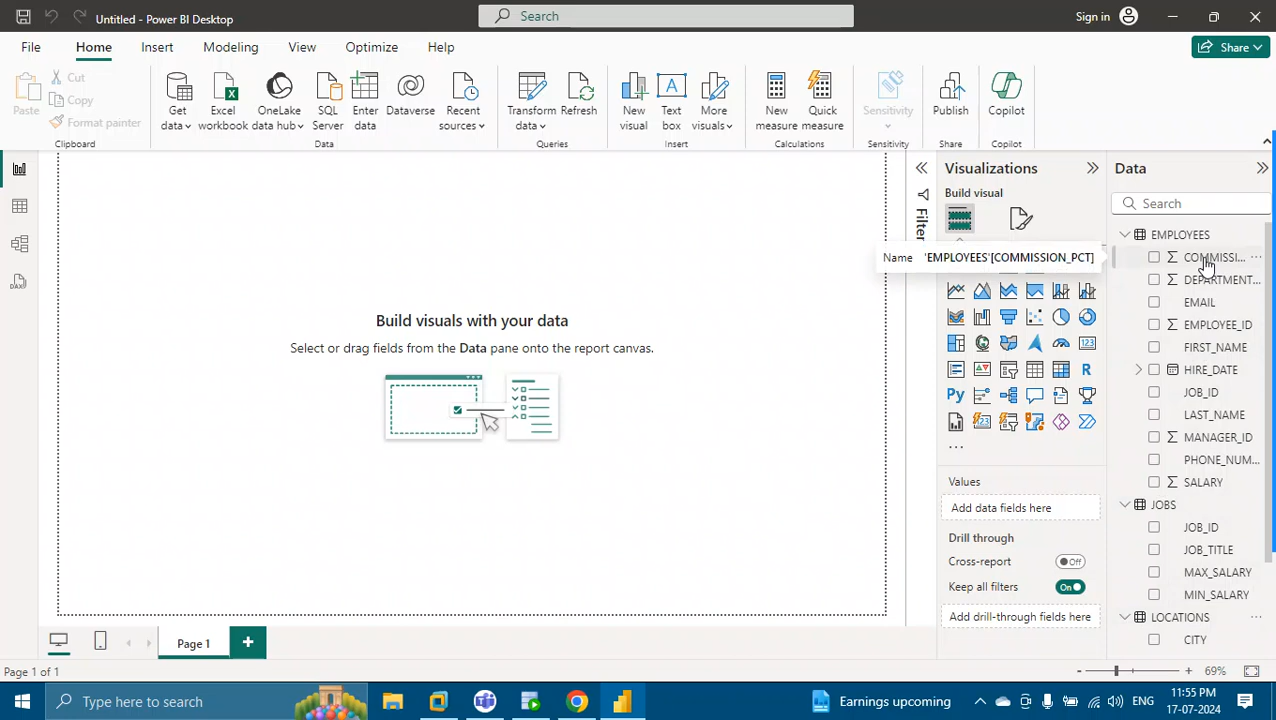 Untitled - Power BI Desktop
Search
Sign in
File
Home
Insert
Modeling
View
Optimize
Help
Share
Paste
Cut
Copy
Format painter
Clipboard
Get data
Excel workbook
OneLake data hub
SQL Server
Enter data
Dataverse
Recent sources
Data
Transform data
Refresh
Queries
New visual
Text box
More visuals
Insert
New measure
Quick measure
Calculations
Sensitivity
Sensitivity
Publish
Share
Copilot
Copilot
Build visuals with your data
Select or drag fields from the Data pane onto the report canvas.
Filter
Name 'EMPLOYEES'[COMMISSION_PCT]
Visualizations
Build visual
123
Py
R
Values
Add data fields here
Drill through
Cross-report
Off
Keep all filters
On
Add drill-through fields here
Data
Search
EMPLOYEES
COMMISSI...
DEPARTMENT...
EMAIL
EMPLOYEE_ID
FIRST_NAME
HIRE_DATE
JOB_ID
LAST_NAME
MANAGER_ID
PHONE_NUM...
SALARY
JOBS
JOB_ID
JOB_TITLE
MAX_SALARY
MIN_SALARY
LOCATIONS
CITY
Page 1
Page 1 of 1
69%
Type here to search
Earnings upcoming
ENG
11:55 PM
17-07-2024